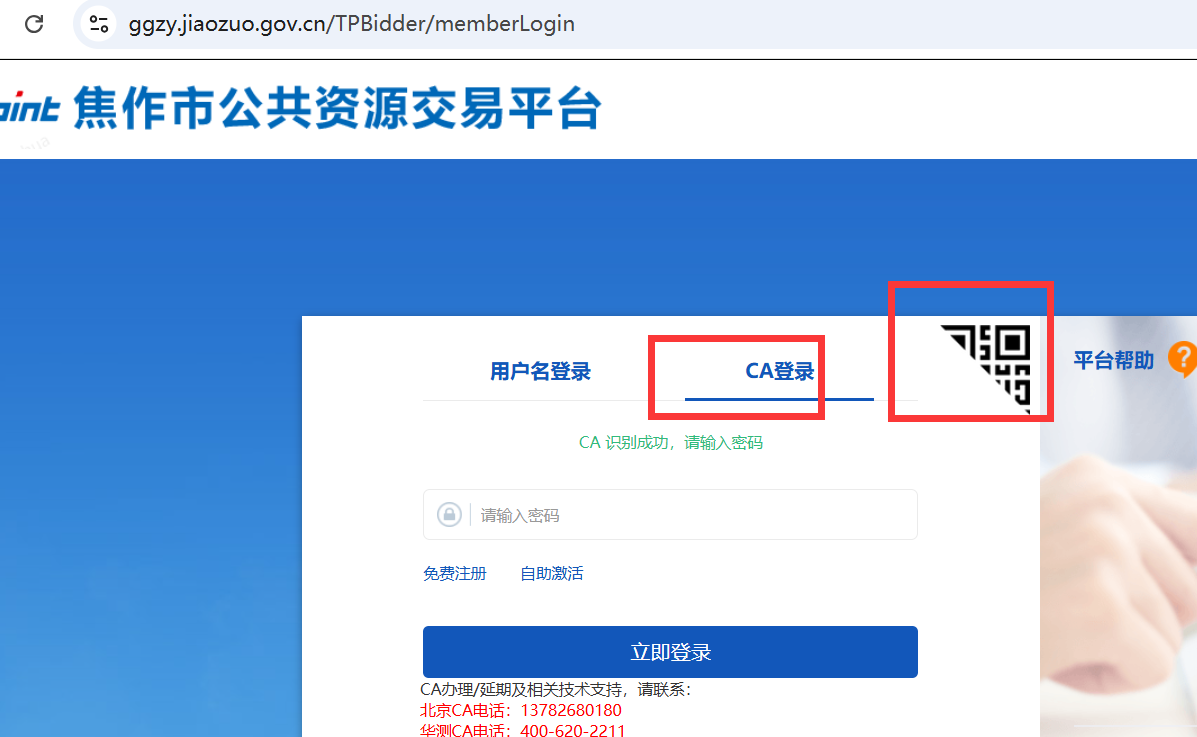 ggzy.jiaozuo.gov.cn/TPBidder/memberLogin
焦作市公共资源交易平台
用户名登录
CA登录
平台帮助
?
CA 识别成功，请输入密码
请输入密码
免费注册
自助激活
立即登录
CA办理/延期及相关技术支持，请联系：
北京CA电话：13782680180
华测CA电话：400-620-2211